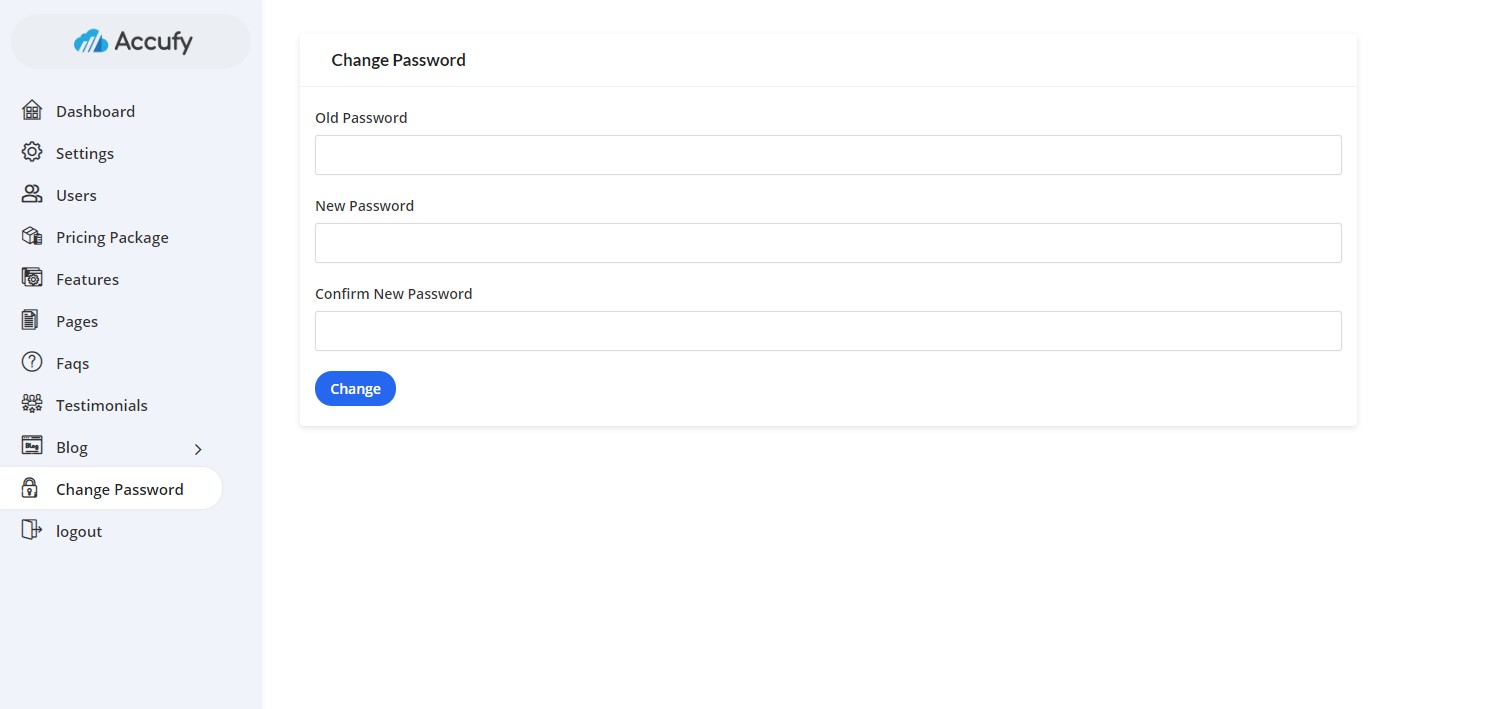 Accufy
Dashboard
Settings
Users
Pricing Package
Features
Pages
Faqs
Testimonials
Blog
Change Password
logout
Change Password
Old Password
New Password
Confirm New Password
Change